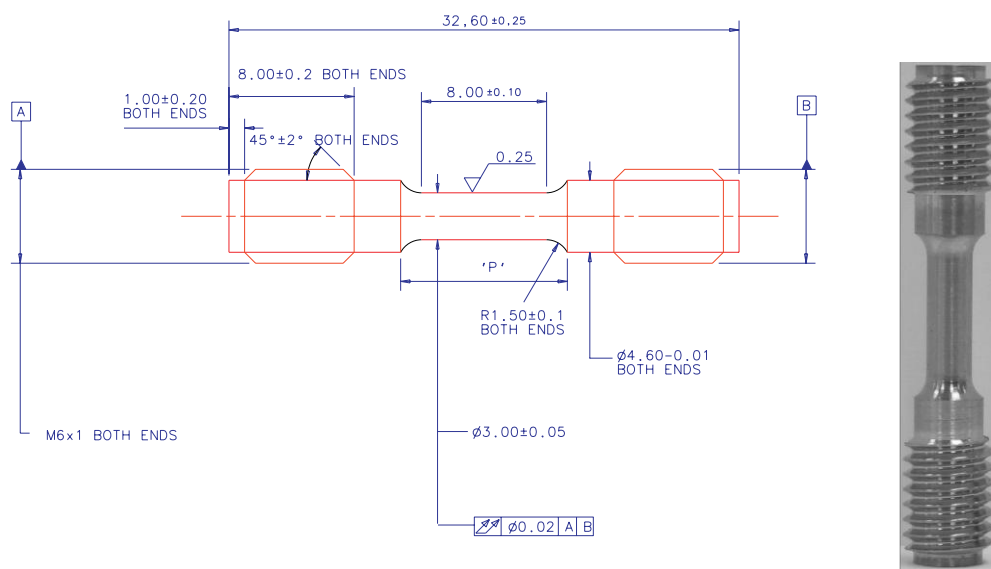 32,60±0,25
8.00±0.2 BOTH ENDS
1.00±0.20
BOTH ENDS
8.00±0.10
A
B
45°±2° BOTH ENDS
0.25
'P'
R1.50±0.1
BOTH ENDS
Ø4.60-0.01
BOTH ENDS
M6x1 BOTH ENDS
Ø3.00±0.05
Ø0.02 A B